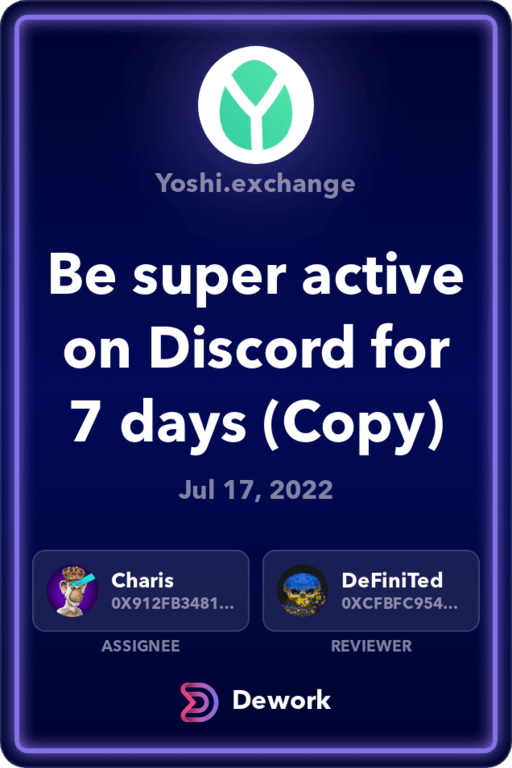 Yoshi.exchange
Be super active
on Discord for
7 days (Copy)
Jul 17, 2022
Charis
0X912FB3481...
ASSIGNEE
DeFiniTed
0XCFBFC954...
REVIEWER
Dework